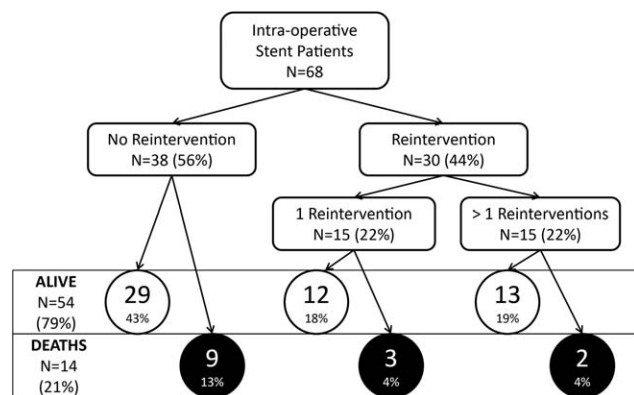 Intra-operative
Stent Patients
N=68
No Reintervention
N=38 (56%)
Reintervention
N=30 (44%)
1 Reintervention
N=15 (22%)
> 1 Reinterventions
N=15 (22%)
ALIVE
N=54
(79%)
29
43%
12
18%
13
19%
DEATHS
N=14
(21%)
9
13%
3
4%
2
4%